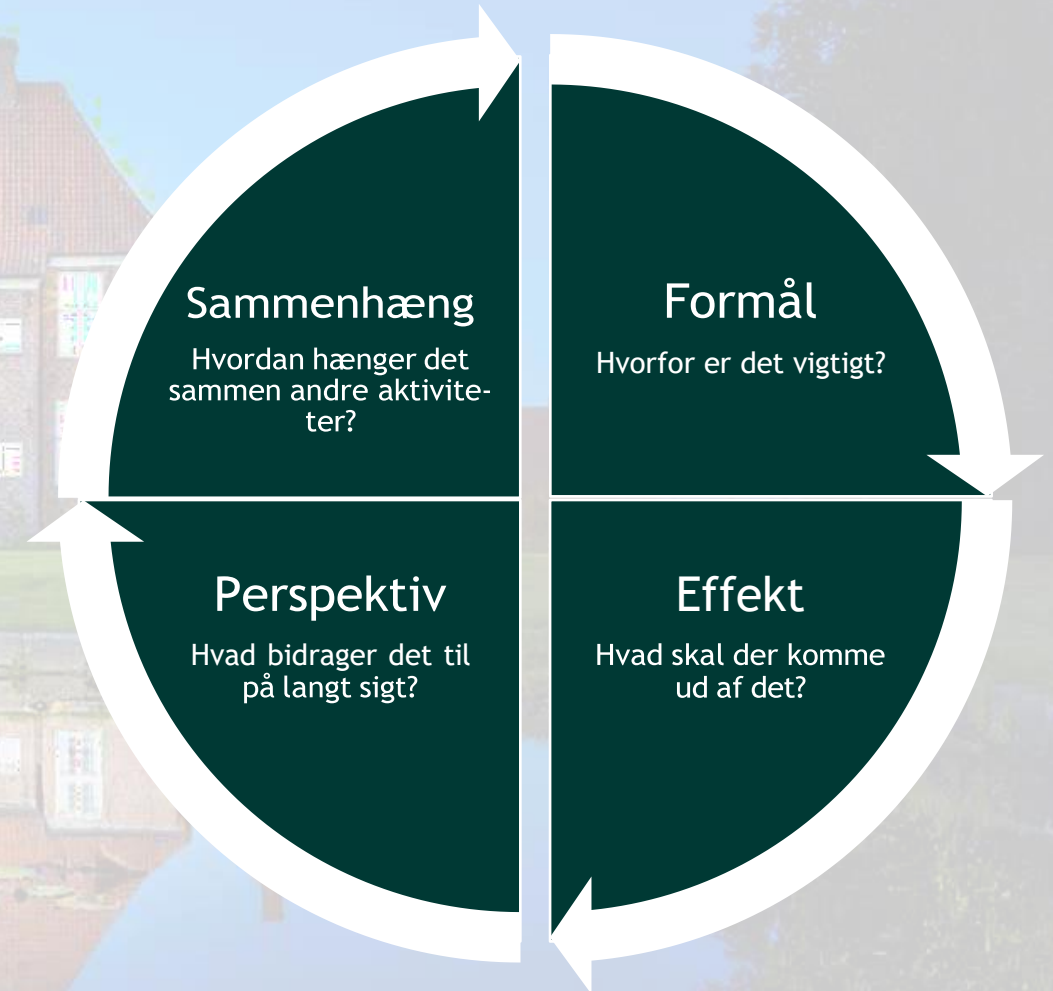 Sammenhæng
Hvordan hænger det
sammen andre aktivite-
ter?
Formål
Hvorfor er det vigtigt?
Perspektiv
Hvad bidrager det til
på langt sigt?
Effekt
Hvad skal der komme
ud af det?